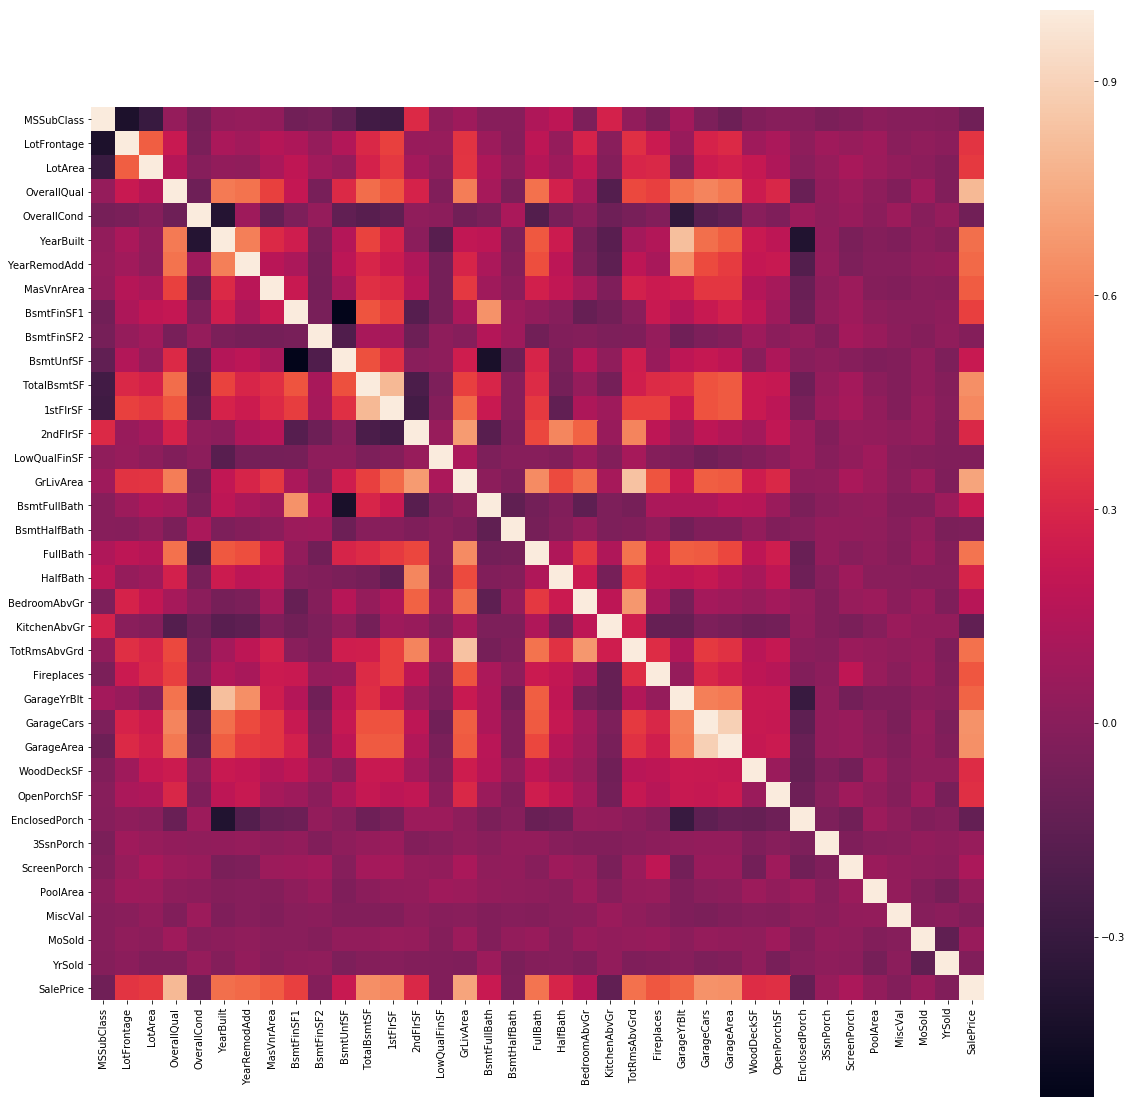 MSSubClass
LotFrontage
LotArea
OverallQual
OverallCond
YearBuilt
YearRemodAdd
MasVnrArea
BsmtFinSF1
BsmtFinSF2
BsmtUnfSF
TotalBsmtSF
1stFlrSF
2ndFlrSF
LowQualFinSF
GrLivArea
BsmtFullBath
BsmtHalfBath
FullBath
HalfBath
BedroomAbvGr
KitchenAbvGr
TotRmsAbvGrd
Fireplaces
GarageYrBlt
GarageCars
GarageArea
WoodDeckSF
OpenPorchSF
EnclosedPorch
3SsnPorch
ScreenPorch
PoolArea
MiscVal
MoSold
YrSold
SalePrice
MSSubClass
LotFrontage
LotArea
OverallQual
OverallCond
YearBuilt
YearRemodAdd
MasVnrArea
BsmtFinSF1
BsmtFinSF2
BsmtUnfSF
TotalBsmtSF
1stFlrSF
2ndFlrSF
LowQualFinSF
GrLivArea
BsmtFullBath
BsmtHalfBath
FullBath
HalfBath
BedroomAbvGr
KitchenAbvGr
TotRmsAbvGrd
Fireplaces
GarageYrBlt
GarageCars
GarageArea
WoodDeckSF
OpenPorchSF
EnclosedPorch
3SsnPorch
ScreenPorch
PoolArea
MiscVal
MoSold
YrSold
SalePrice
0.9
0.6
0.3
0.0
−0.3